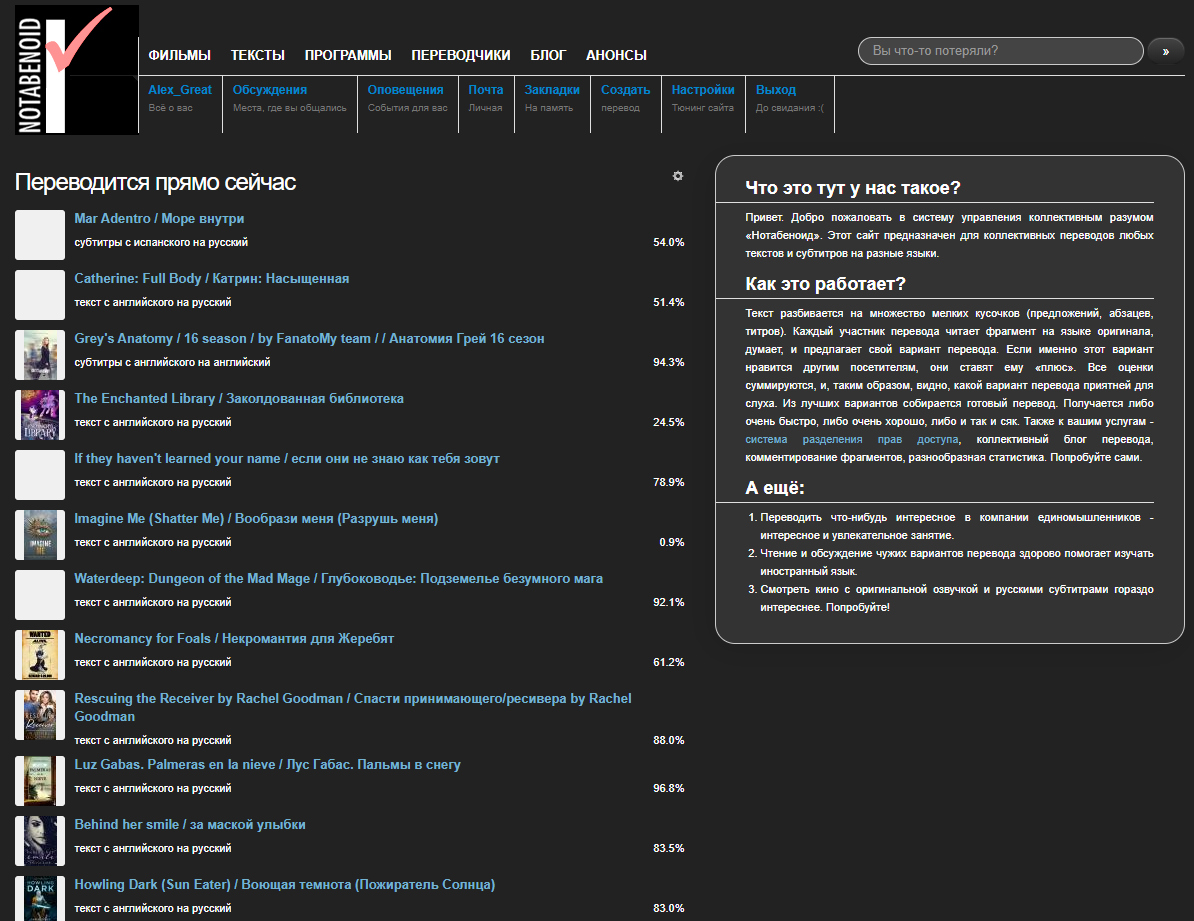 NOTABENOID
ФИЛЬМЫ ТЕКСТЫ ПРОГРАММЫ ПЕРЕВОДЧИКИ БЛОГ АНОНСЫ
Вы что-то потеряли? »
Alex_Great Обсуждения Оповещения Почта Закладки Создать Настройки Выход
Всё о вас Места, где вы общались События для вас Личная На память перевод Тюнинг сайта До свидания :(
Переводится прямо сейчас
Mar Adentro / Море внутри
субтитры с испанского на русский 54.0%
Catherine: Full Body / Катрин: Насыщенная
текст с английского на русский 51.4%
Grey's Anatomy / 16 season / by FanatoMy team / / Анатомия Грей 16 сезон
субтитры с английского на английский 94.3%
The Enchanted Library / Заколдованная библиотека
текст с английского на русский 24.5%
LIBRARY
If they haven't learned your name / если они не знаю как тебя зовут
текст с английского на русский 78.9%
Imagine Me (Shatter Me) / Вообрази меня (Разрушь меня)
текст с английского на русский 0.9%
IMAGINE
ME
Waterdeep: Dungeon of the Mad Mage / Глубоководье: Подземелье безумного мага
текст с английского на русский 92.1%
WANTED
Necromancy for Foals / Некромантия для Жеребят
текст с английского на русский 61.2%
Rescuing the Receiver by Rachel Goodman / Спасти принимающего/ресивера by Rachel
Goodman
текст с английского на русский 88.0%
Luz Gabas. Palmeras en la nieve / Лус Габас. Пальмы в снегу
текст с английского на русский 96.8%
Behind her smile / за маской улыбки
текст с английского на русский 83.5%
HOWLING
DARK
Howling Dark (Sun Eater) / Воющая темнота (Пожиратель Солнца)
текст с английского на русский 83.0%
Что это тут у нас такое?
Привет. Добро пожаловать в систему управления коллективным разумом
«Нотабеноид». Этот сайт предназначен для коллективных переводов любых
текстов и субтитров на разные языки.
Как это работает?
Текст разбивается на множество мелких кусочков (предложений, абзацев,
титров). Каждый участник перевода читает фрагмент на языке оригинала,
думает, и предлагает свой вариант перевода. Если именно этот вариант
нравится другим посетителям, они ставят ему «плюс». Все оценки
суммируются, и, таким образом, видно, какой вариант перевода приятней для
слуха. Из лучших вариантов собирается готовый перевод. Получается либо
очень быстро, либо очень хорошо, либо и так и сяк. Также к вашим услугам -
система разделения прав доступа, коллективный блог перевода,
комментирование фрагментов, разнообразная статистика. Попробуйте сами.
А ещё:
1. Переводить что-нибудь интересное в компании единомышленников -
интересное и увлекательное занятие.
2. Чтение и обсуждение чужих вариантов перевода здорово помогает изучать
иностранный язык.
3. Смотреть кино с оригинальной озвучкой и русскими субтитрами гораздо
интереснее. Попробуйте!